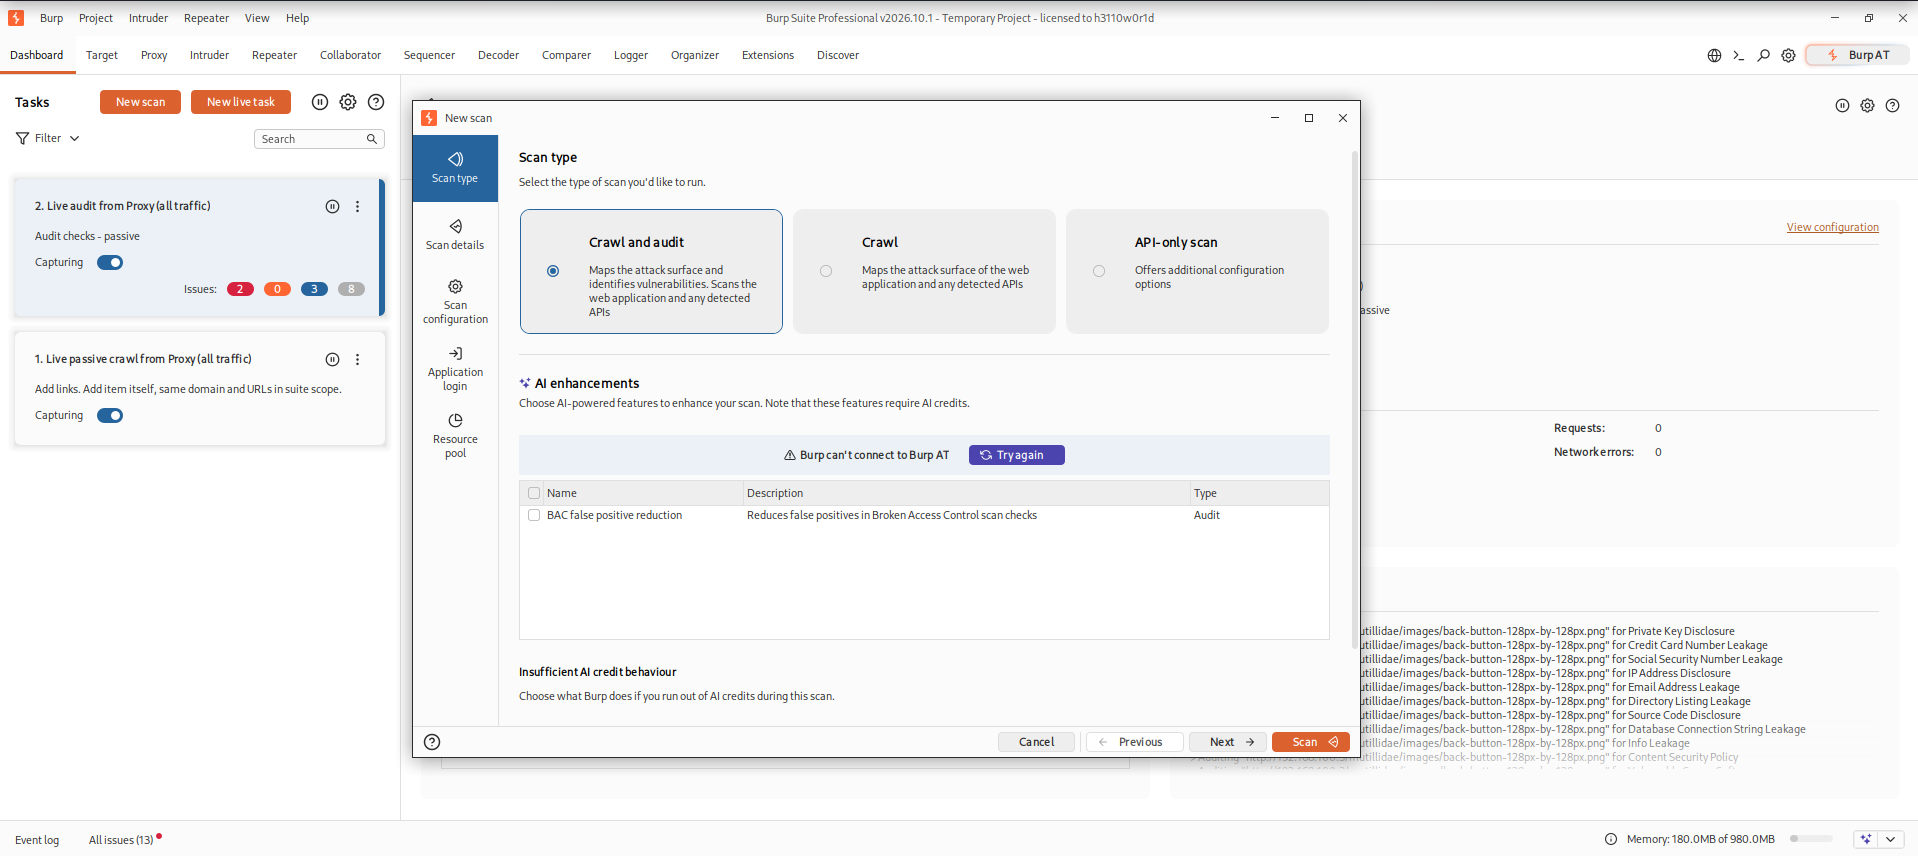 Burp Project Intruder Repeater View Help
Burp Suite Professional v2026.10.1 - Temporary Project - licensed to h3110w0r1d
Dashboard Target Proxy Intruder Repeater Collaborator Sequencer Decoder Comparer Logger Organizer Extensions Discover
Burp AT
Tasks
New scan
New live task
Filter
Search
2. Live audit from Proxy (all traffic)
Audit checks - passive
Capturing
Issues: 2 0 3 8
1. Live passive crawl from Proxy (all traffic)
Add links. Add item itself, same domain and URLs in suite scope.
Capturing
New scan
Scan type
Scan details
Scan
configuration
Application
login
Resource
pool
Scan type
Select the type of scan you'd like to run.
Crawl and audit
Maps the attack surface and
identifies vulnerabilities. Scans the
web application and any detected
APIs
Crawl
Maps the attack surface of the web
application and any detected APIs
API-only scan
Offers additional configuration
options
AI enhancements
Choose AI-powered features to enhance your scan. Note that these features require AI credits.
Burp can't connect to Burp AT
Try again
Name Description Type
BAC false positive reduction Reduces false positives in Broken Access Control scan checks Audit
Insufficient AI credit behaviour
Choose what Burp does if you run out of AI credits during this scan.
Cancel
Previous
Next
Scan
View configuration
assive
Requests: 0
Network errors: 0
utillidae/images/back-button-128px-by-128px.png" for Private Key Disclosure
utillidae/images/back-button-128px-by-128px.png" for Credit Card Number Leakage
utillidae/images/back-button-128px-by-128px.png" for Social Security Number Leakage
utillidae/images/back-button-128px-by-128px.png" for IP Address Disclosure
utillidae/images/back-button-128px-by-128px.png" for Email Address Leakage
utillidae/images/back-button-128px-by-128px.png" for Directory Listing Leakage
utillidae/images/back-button-128px-by-128px.png" for Source Code Disclosure
utillidae/images/back-button-128px-by-128px.png" for Database Connection String Leakage
utillidae/images/back-button-128px-by-128px.png" for Info Leakage
utillidae/images/back-button-128px-by-128px.png" for Content Security Policy
Event log
All issues (13)
Memory: 180.0MB of 980.0MB